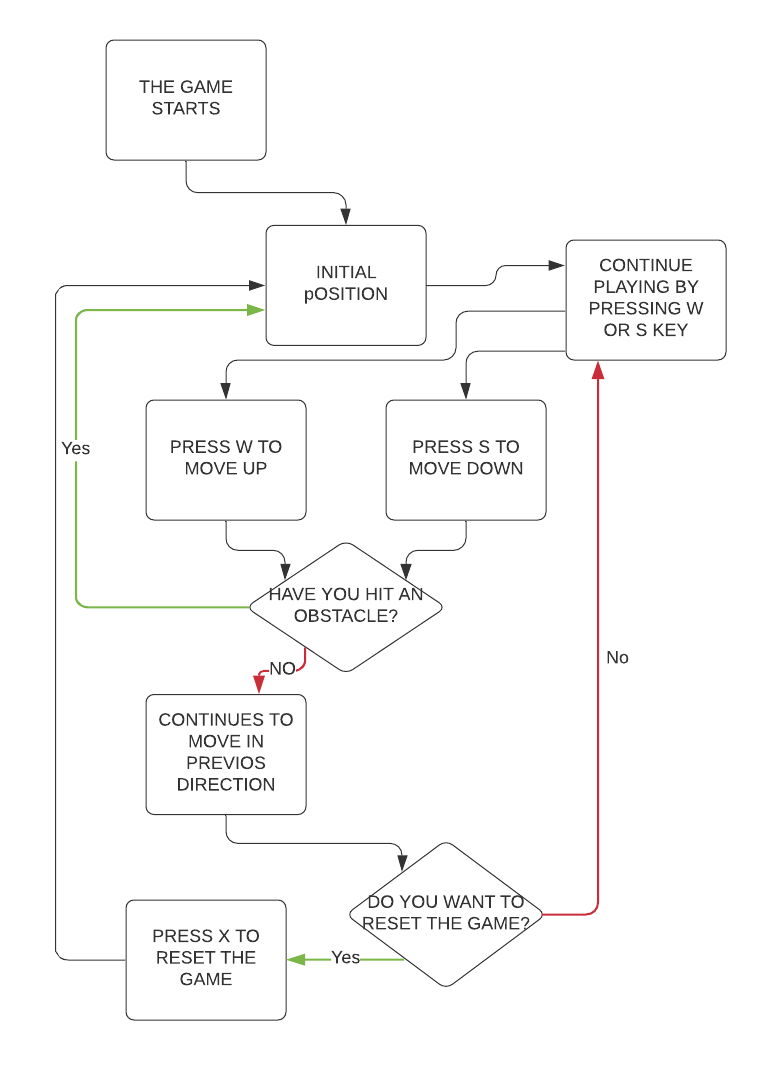 THE GAME
STARTS
INITIAL
pOSITION
CONTINUE
PLAYING BY
PRESSING W
OR S KEY
PRESS W TO
MOVE UP
PRESS S TO
MOVE DOWN
Yes
HAVE YOU HIT AN
OBSTACLE?
NO
No
CONTINUES TO
MOVE IN
PREVIOS
DIRECTION
DO YOU WANT TO
RESET THE GAME?
Yes
PRESS X TO
RESET THE
GAME